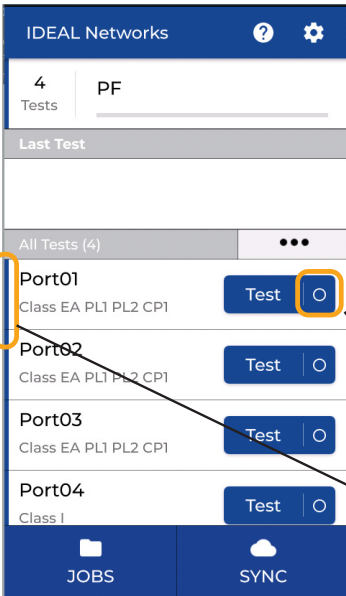 IDEAL Networks
4
Tests
PF
Last Test
All Tests (4)
Port01
Class EA PL1 PL2 CP1
Test
Port02
Class EA PL1 PL2 CP1
Test
Port03
Class EA PL1 PL2 CP1
Test
Port04
Class I
Test
JOBS
SYNC